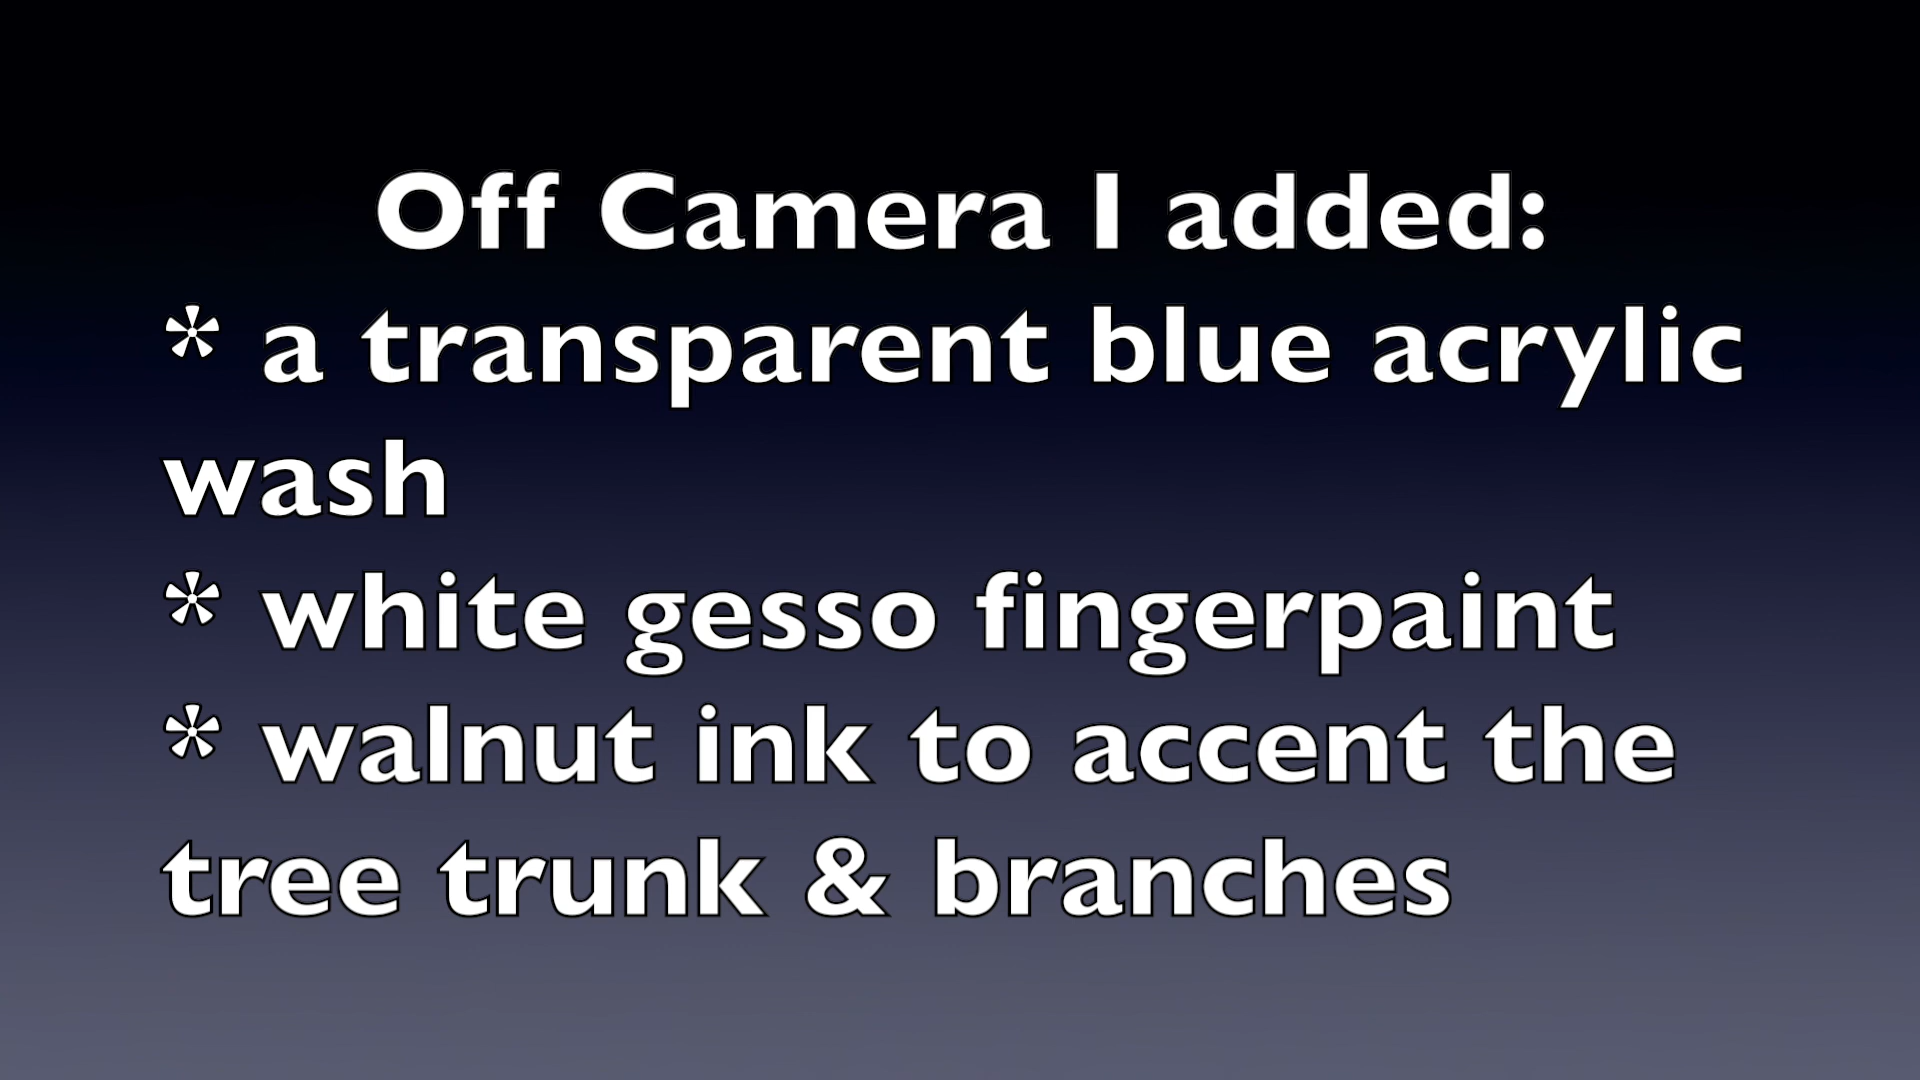 Off Camera I added:
* a transparent blue acrylic
wash
* white gesso fingerpaint
* walnut ink to accent the
tree trunk & branches